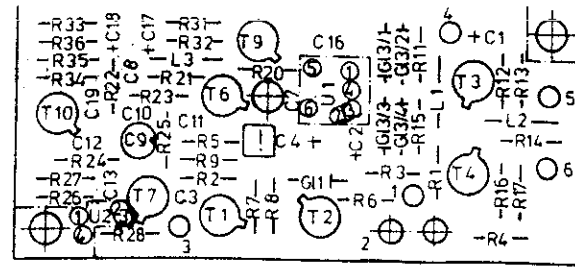 R33 +C18 +C17 R31 T9 C16 GI3/1 GI3/2 R11 4 +C1
R36 R32
R35 C8 L3
R34 R22 R21 R20 5 1 T3 R12 R13
R23 T6 U1 L1 5
T10 C19 C10 C11 6 GI3/3 GI3/4 R15 L2
C12 C9 R25 R5 ! C4 + +C2 R14
R24 R9
R27 C13 R2 GI1 R3 R1 T4 6
R26 T7 C3 R7 R8 R6 1 R16 R17
1 U2 T1 T2
4 R28 3 2 R4